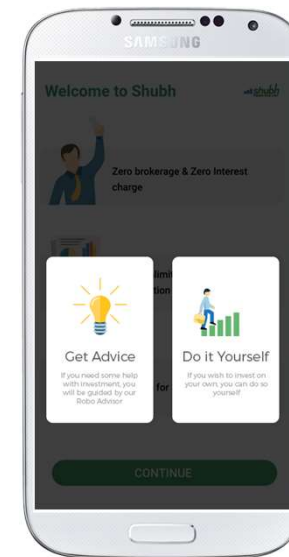 SAMSUNG
Welcome to Shubh
shubh
Zero brokerage & Zero Interest
charge
Get Advice
If you need some help
with investment, you
will be guided by our
Robo Advisor
Do it Yourself
If you wish to invest on
your own, you can do so
yourself
for
CONTINUE